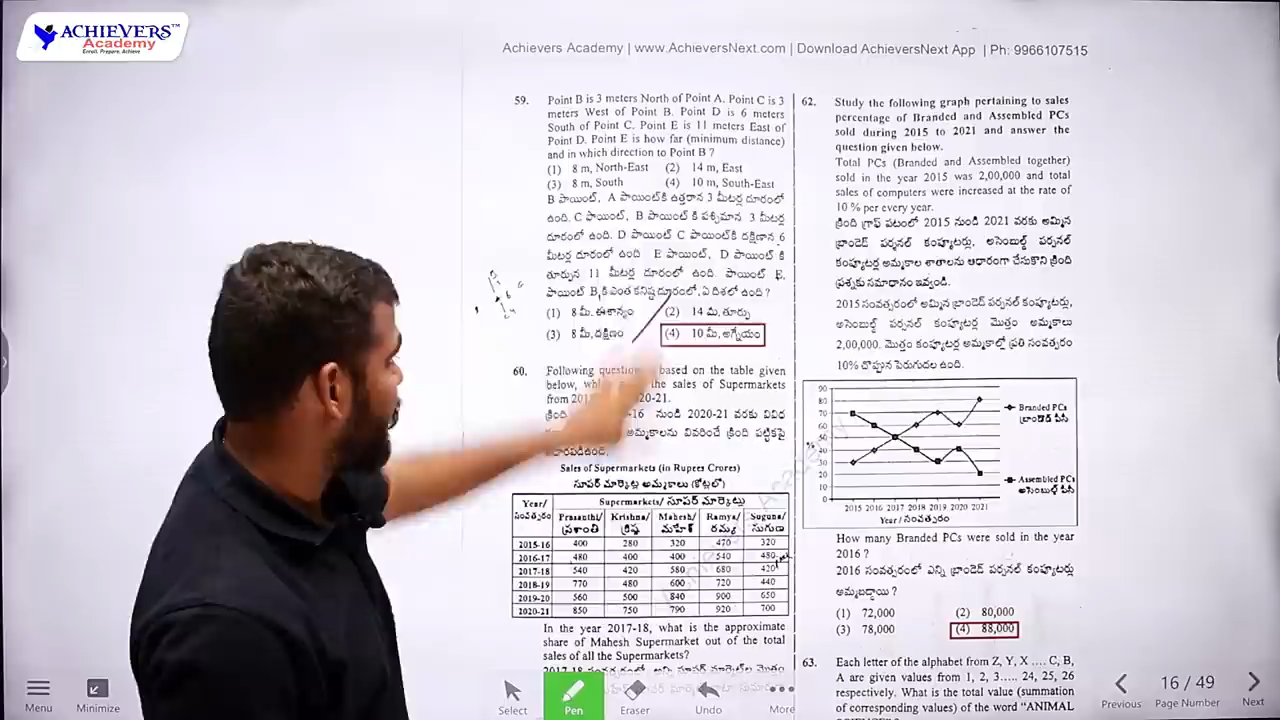 ACHIEVERS™
Academy
Enroll. Prepare. Achieve
Achievers Academy | www.AchieversNext.com | Download AchieversNext App | Ph: 9966107515
59. Point B is 3 meters North of Point A. Point C is 3
meters West of Point B. Point D is 6 meters
South of Point C. Point E is 11 meters East of
Point D. Point E is how far (minimum distance)
and in which direction to Point B ?
(1) 8 m, North-East (2) 14 m, East
(3) 8 m, South (4) 10 m, South-East
B పాయింట్, A పాయింట్‌కి ఉత్తరాన 3 మీటర్ల దూరంలో
ఉంది. C పాయింట్, B పాయింట్ కి పశ్చిమాన 3 మీటర్ల
దూరంలో ఉంది. D పాయింట్ C పాయింట్‌కి దక్షిణాన 6
మీటర్ల దూరంలో ఉంది E పాయింట్, D పాయింట్ కి
తూర్పున 11 మీటర్ల దూరంలో ఉంది. పాయింట్ E,
పాయింట్ B,కి ఎంత కనిష్ట దూరంలో, ఏ దిశలో ఉంది ?
(1) 8 మీ. ఈశాన్యం (2) 14 మీ, తూర్పు
(3) 8 మీ, దక్షిణం (4) 10 మీ, ఆగ్నేయం
60. Following based on the table given
below, the sales of Supermarkets
from
క్రింది నుండి 2020-21 వరకు వివిధ
అమ్మకాలను వివరించే క్రింది పట్టికపై
Sales of Supermarkets (in Rupees Crores)
సూపర్ మార్కెట్ల అమ్మకాలు (కోట్లలో)
Year/ సంవత్సరం Supermarkets/ సూపర్ మార్కెట్లు
Prasanthi/ ప్రశాంతి Krishna/ క్రిష్ణ Mahesh/ మహేశ్ Ramya/ రమ్య Suguna/ సుగుణ
2015-16 400 280 320 470 320
2016-17 480 400 400 540 480
2017-18 540 420 580 680 420
2018-19 770 480 600 720 440
2019-20 560 500 840 900 650
2020-21 850 750 790 920 700
In the year 2017-18, what is the approximate
share of Mahesh Supermarket out of the total
sales of all the Supermarkets?
62. Study the following graph pertaining to sales
percentage of Branded and Assembled PCs
sold during 2015 to 2021 and answer the
question given below.
Total PCs (Branded and Assembled together)
sold in the year 2015 was 2,00,000 and total
sales of computers were increased at the rate of
10 % per every year.
క్రింది గ్రాఫ్ పటంలో 2015 నుండి 2021 వరకు అమ్మిన
బ్రాండెడ్ పర్సనల్ కంప్యూటర్లు, అసెంబుల్డ్ పర్సనల్
కంప్యూటర్ల అమ్మకాల శాతాలను ఆధారంగా చేసుకొని క్రింది
ప్రశ్నకు సమాధానం ఇవ్వండి.
2015 సంవత్సరంలో అమ్మిన బ్రాండెడ్ పర్సనల్ కంప్యూటర్లు,
అసెంబుల్డ్ పర్సనల్ కంప్యూటర్ల మొత్తం అమ్మకాలు
2,00,000. మొత్తం కంప్యూటర్ల అమ్మకాల్లో ప్రతి సంవత్సరం
10% చొప్పున పెరుగుదల ఉంది.
90
80
70
60
50
40
30
20
10
0
%
2015 2016 2017 2018 2019 2020 2021
Year / సంవత్సరం
Branded PCs
బ్రాండెడ్ పీసీ
Assembled PCs
అసెంబుల్డ్ పీసీ
How many Branded PCs were sold in the year
2016 ?
2016 సంవత్సరంలో ఎన్ని బ్రాండెడ్ పర్సనల్ కంప్యూటర్లు
అమ్మబడ్డాయి ?
(1) 72,000 (2) 80,000
(3) 78,000 (4) 88,000
63. Each letter of the alphabet from Z, Y, X .... C, B,
A are given values from 1, 2, 3..... 24, 25, 26
respectively. What is the total value (summation
of corresponding values) of the word “ANIMAL
Menu
Minimize
Select
Pen
Eraser
Undo
More
Previous
16 / 49
Page Number
Next